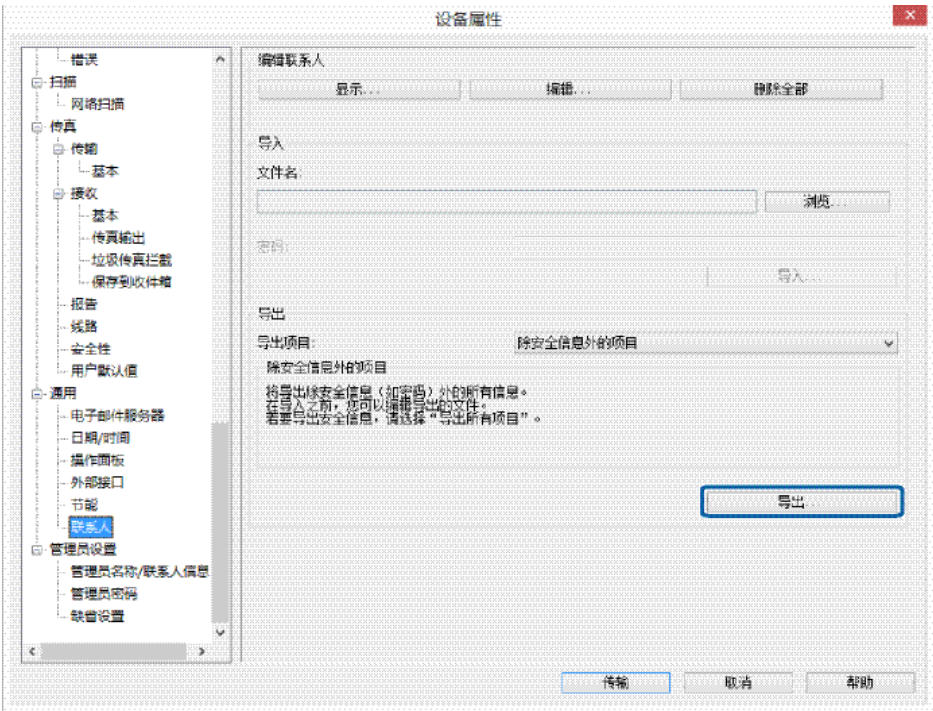 设备属性
错误
扫描
网络扫描
传真
传输
基本
接收
基本
传真输出
垃圾传真拦截
保存到收件箱
报告
线路
安全性
用户默认值
通用
电子邮件服务器
日期/时间
操作面板
外部接口
节能
联系人
管理员设置
管理员名称/联系人信息
管理员密码
缺省设置
编辑联系人
显示...
编辑...
删除全部
导入
文件名:
浏览...
密码:
导入...
导出
导出项目:
除安全信息外的项目
除安全信息外的项目
将导出除安全信息（如密码）外的所有信息。
在导入之前，您可以编辑导出的文件。
若要导出安全信息，请选择“导出所有项目”。
导出...
传输
取消
帮助